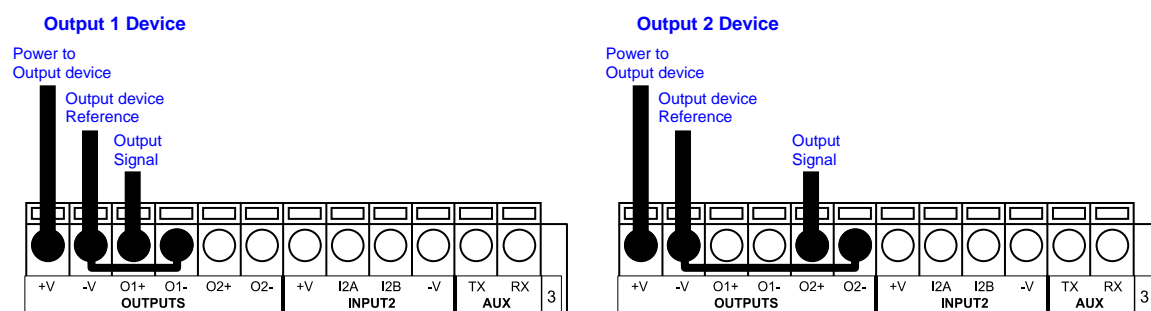 Output 1 Device
Power to
Output device
Output device
Reference
Output
Signal
+V -V O1+ O1- O2+ O2- +V I2A I2B -V TX RX
OUTPUTS INPUT2 AUX 3
Output 2 Device
Power to
Output device
Output device
Reference
Output
Signal
+V -V O1+ O1- O2+ O2- +V I2A I2B -V TX RX
OUTPUTS INPUT2 AUX 3